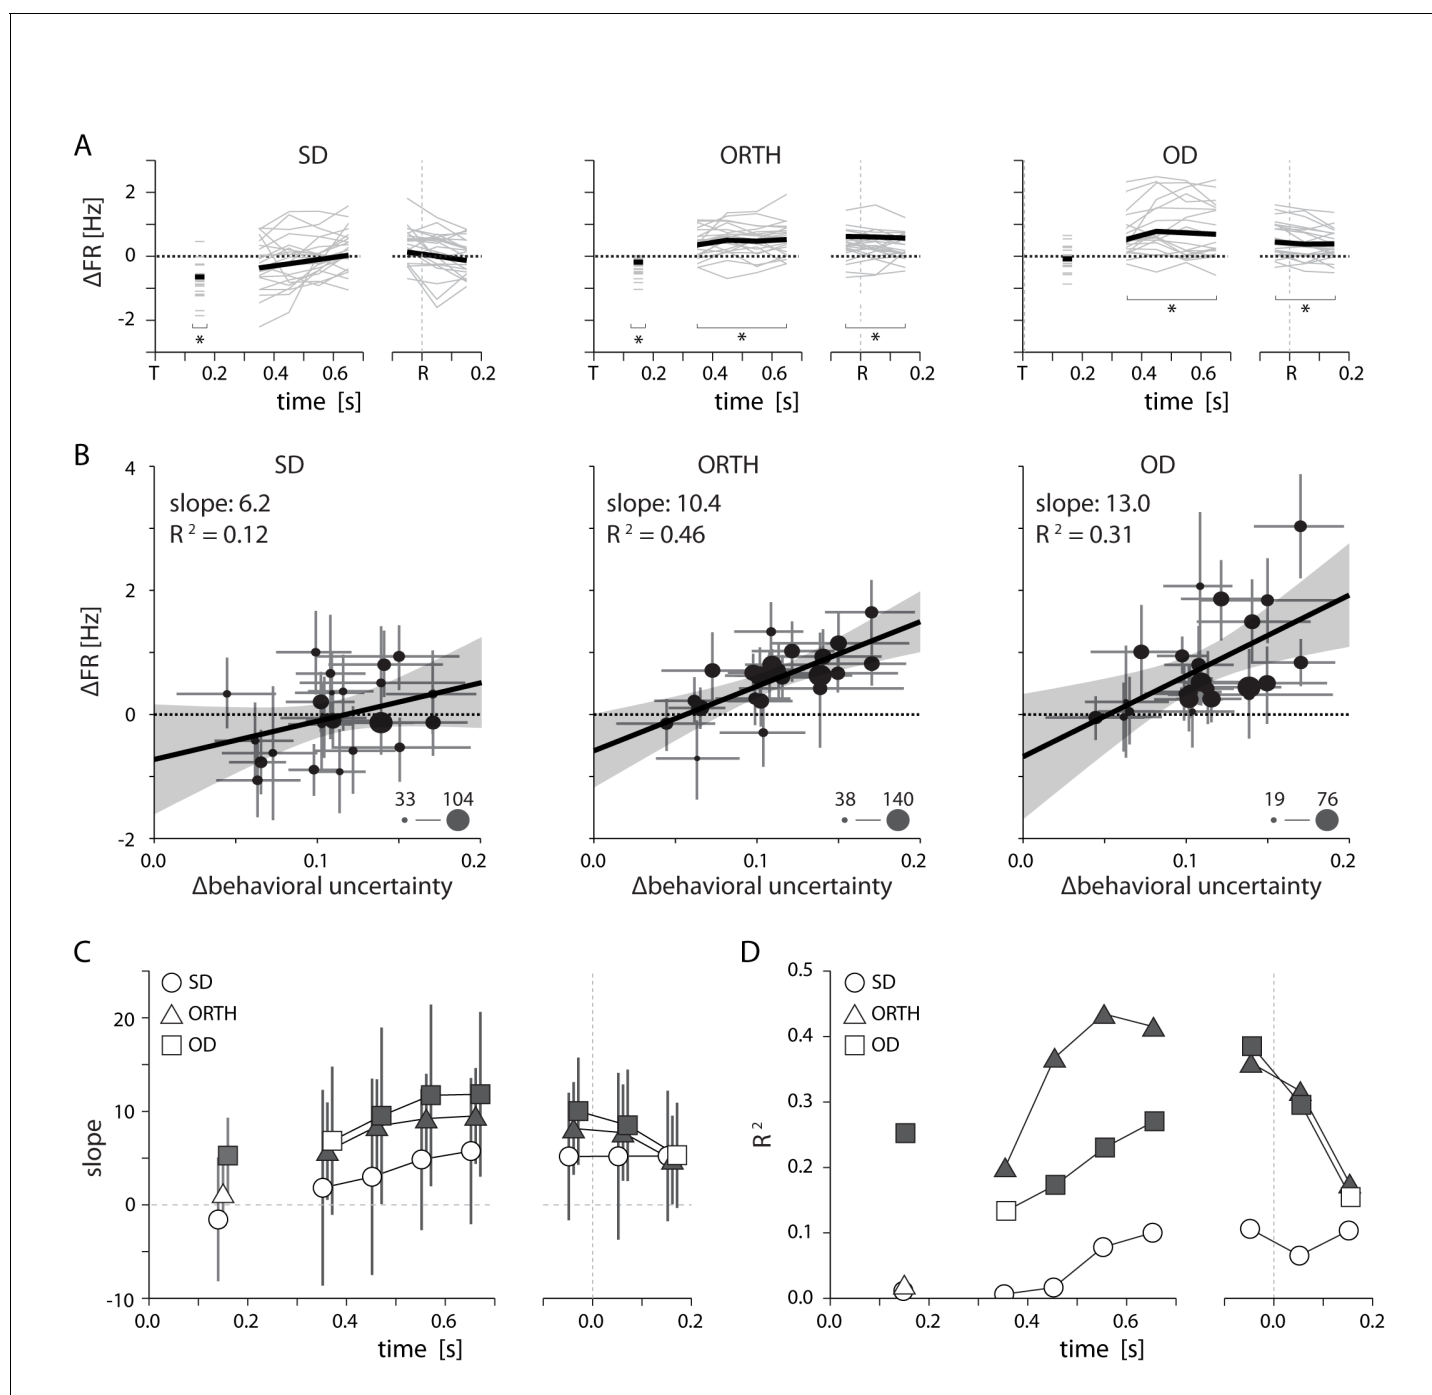 A
SD
ORTH
OD
ΔFR [Hz]
2
0
-2
* * * * *
T 0.2 0.6 R 0.2
T 0.2 0.4 0.6 R
T 0.2 0.4 0.6 R 0.2
time [s]
time [s]
time [s]
B
SD
ORTH
OD
slope: 6.2
R² = 0.12
slope: 10.4
R² = 0.46
slope: 13.0
R² = 0.31
ΔFR [Hz]
4
2
0
-2
33 104
38 140
19 76
0.0 0.1 0.2
0.0 0.1 0.2
0.0 0.1 0.2
Δbehavioral uncertainty
Δbehavioral uncertainty
Δbehavioral uncertainty
C
SD
ORTH
OD
slope
20
10
0
-10
0.0 0.2 0.4 0.6 0.0 0.2
time [s]
D
SD
ORTH
OD
R²
0.5
0.4
0.3
0.2
0.1
0.0
0.0 0.2 0.4 0.6 0.0 0.2
time [s]